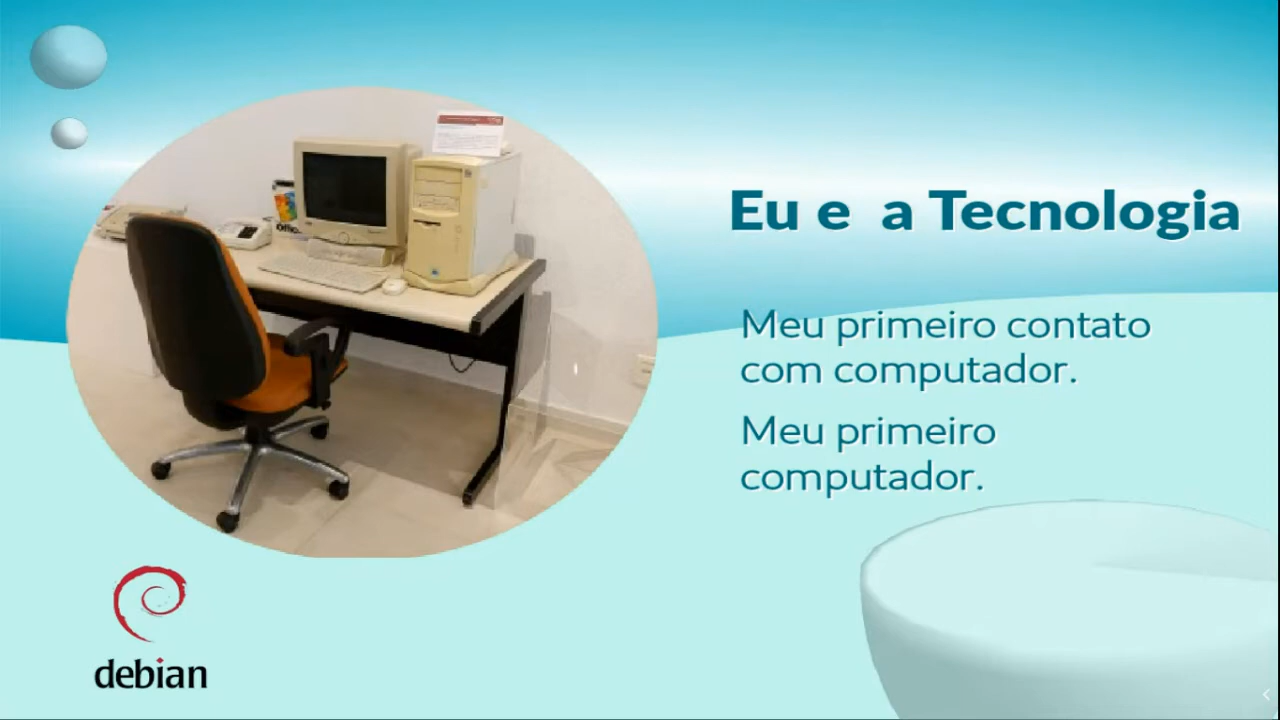 Eu e a Tecnologia
Meu primeiro contato
com computador.
Meu primeiro
computador.
debian